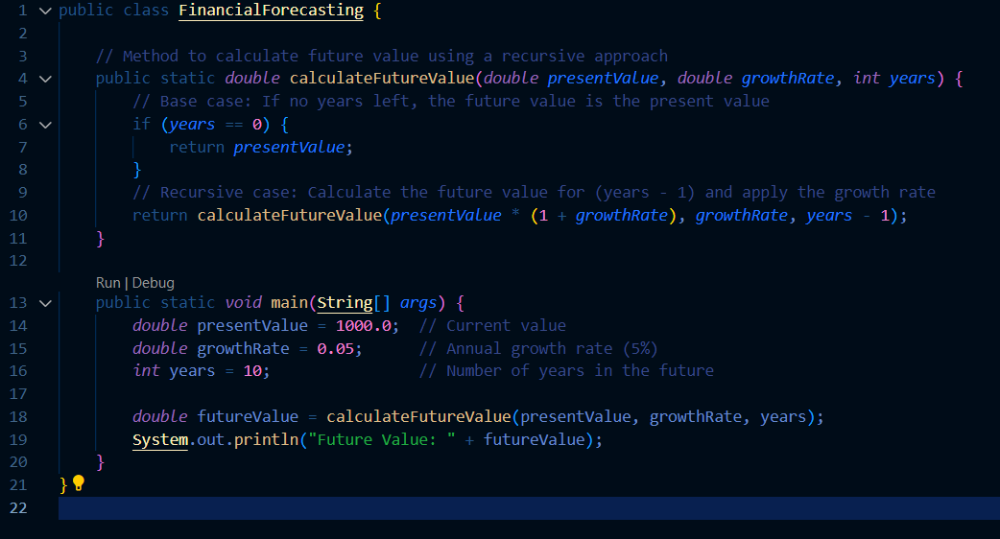 1 public class FinancialForecasting {
2
3 // Method to calculate future value using a recursive approach
4 public static double calculateFutureValue(double presentValue, double growthRate, int years) {
5 // Base case: If no years left, the future value is the present value
6 if (years == 0) {
7 return presentValue;
8 }
9 // Recursive case: Calculate the future value for (years - 1) and apply the growth rate
10 return calculateFutureValue(presentValue * (1 + growthRate), growthRate, years - 1);
11 }
12
Run | Debug
13 public static void main(String[] args) {
14 double presentValue = 1000.0; // Current value
15 double growthRate = 0.05; // Annual growth rate (5%)
16 int years = 10; // Number of years in the future
17
18 double futureValue = calculateFutureValue(presentValue, growthRate, years);
19 System.out.println("Future Value: " + futureValue);
20 }
21 }
22